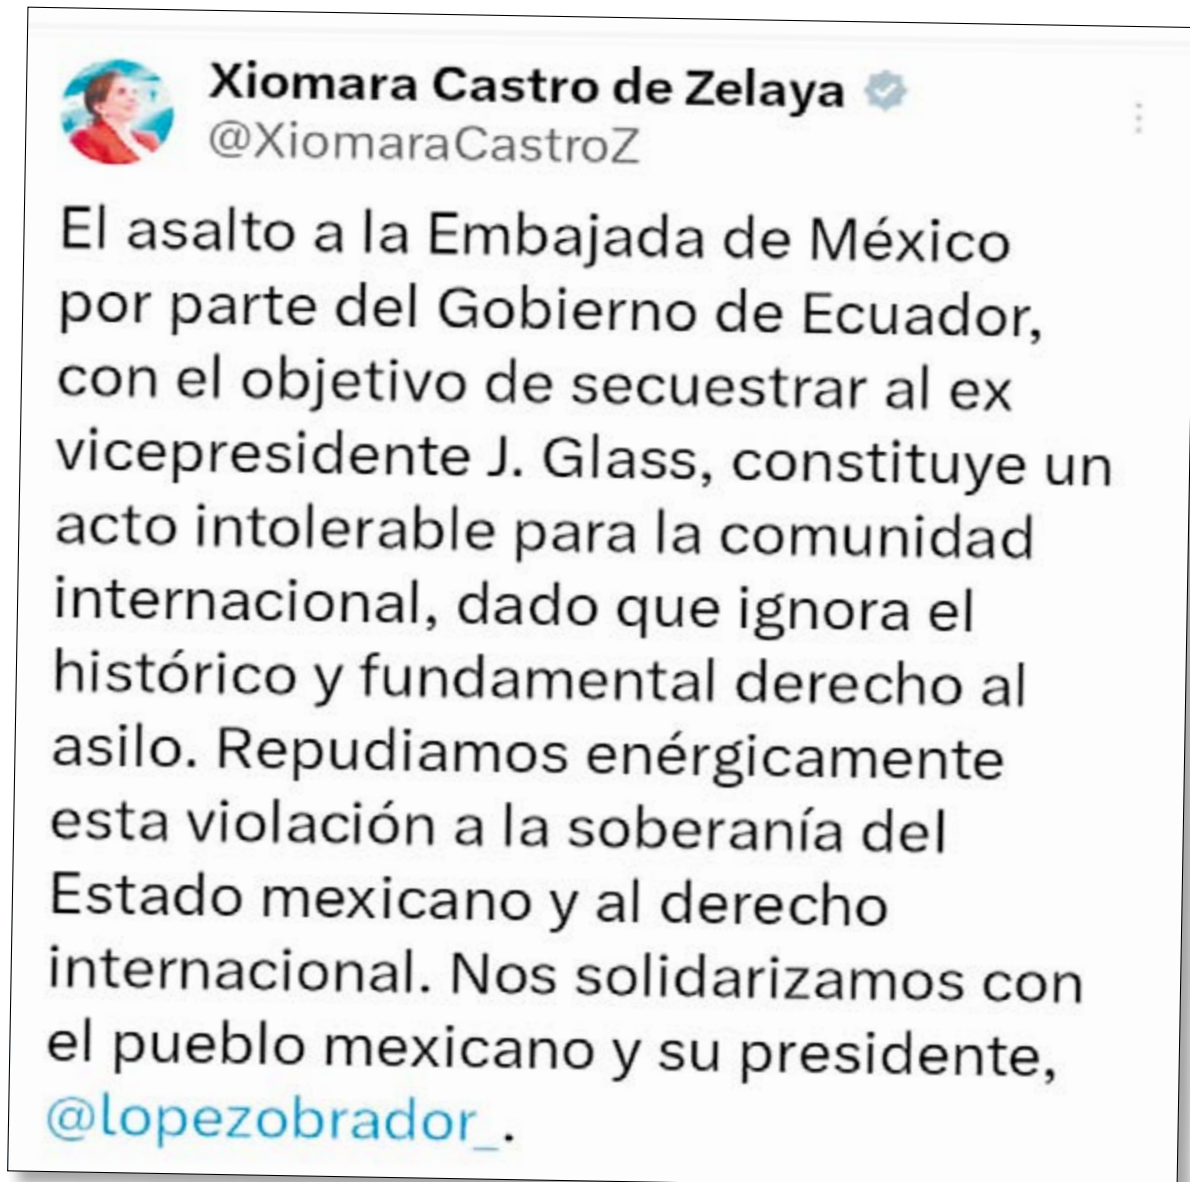 Xiomara Castro de Zelaya
@XiomaraCastroZ
El asalto a la Embajada de México
por parte del Gobierno de Ecuador,
con el objetivo de secuestrar al ex
vicepresidente J. Glass, constituye un
acto intolerable para la comunidad
internacional, dado que ignora el
histórico y fundamental derecho al
asilo. Repudiamos enérgicamente
esta violación a la soberanía del
Estado mexicano y al derecho
internacional. Nos solidarizamos con
el pueblo mexicano y su presidente,
@lopezobrador_.